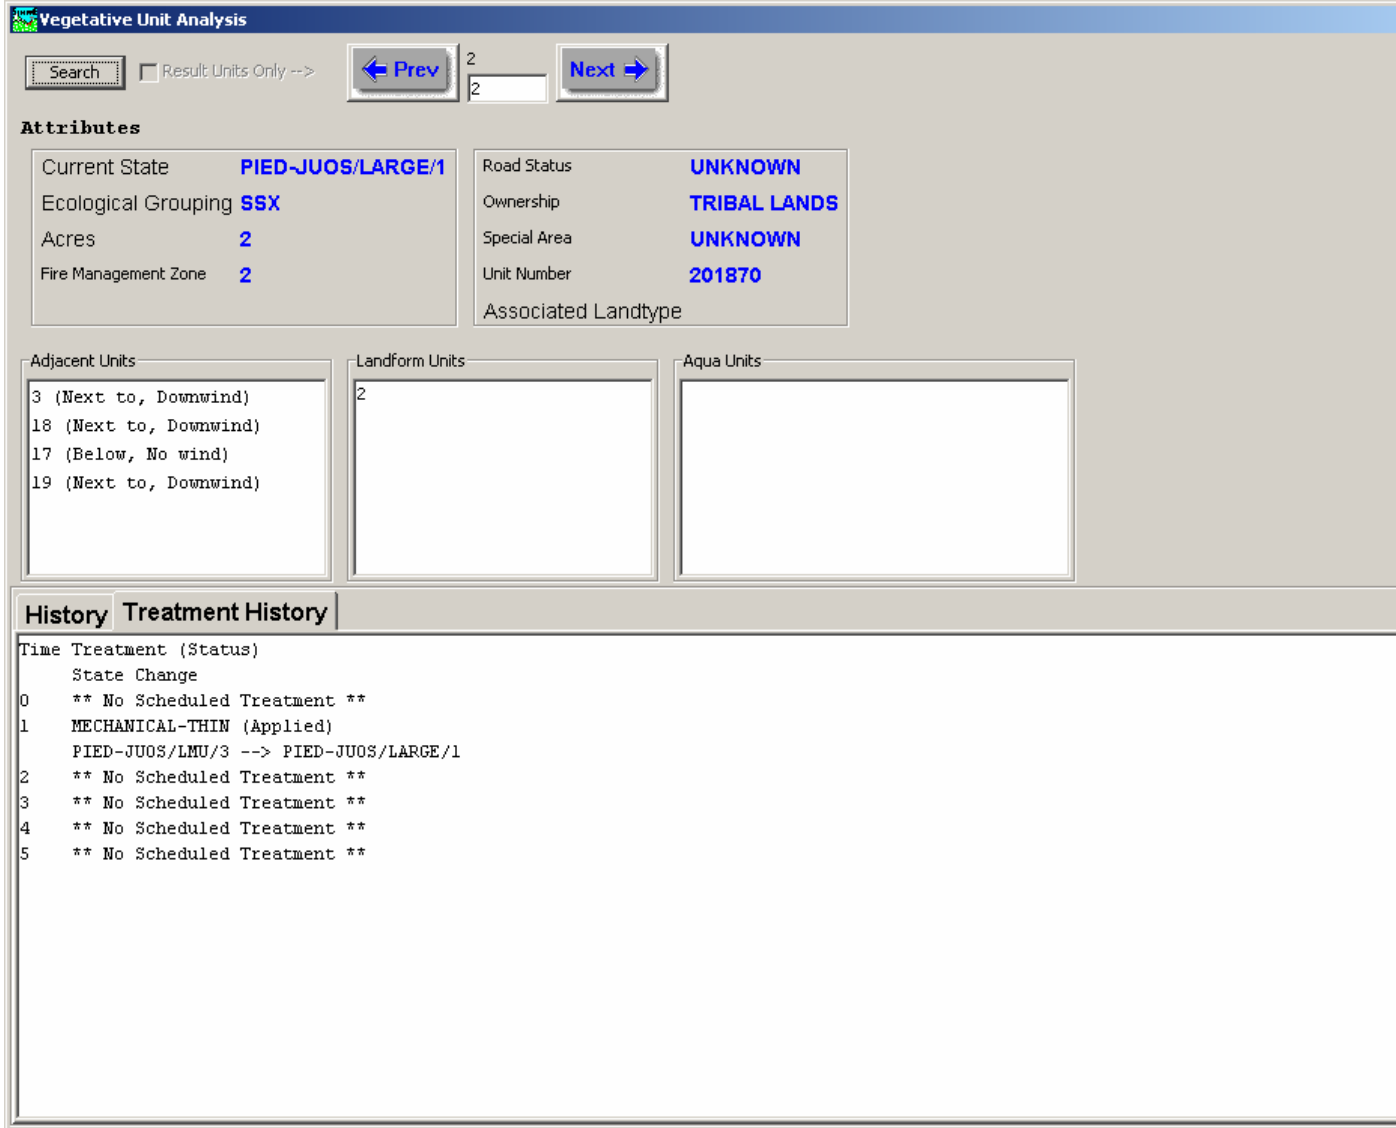 Vegetative Unit Analysis
Search Result Units Only --> Prev 2 Next
2
Attributes
Current State PIED-JUOS/LARGE/1 Road Status UNKNOWN
Ecological Grouping SSX Ownership TRIBAL LANDS
Acres 2 Special Area UNKNOWN
Fire Management Zone 2 Unit Number 201870
Associated Landtype
Adjacent Units Landform Units Aqua Units
3 (Next to, Downwind) 2
18 (Next to, Downwind)
17 (Below, No wind)
19 (Next to, Downwind)
History Treatment History
Time Treatment (Status)
State Change
0 ** No Scheduled Treatment **
1 MECHANICAL-THIN (Applied)
PIED-JUOS/LMU/3 --> PIED-JUOS/LARGE/1
2 ** No Scheduled Treatment **
3 ** No Scheduled Treatment **
4 ** No Scheduled Treatment **
5 ** No Scheduled Treatment **